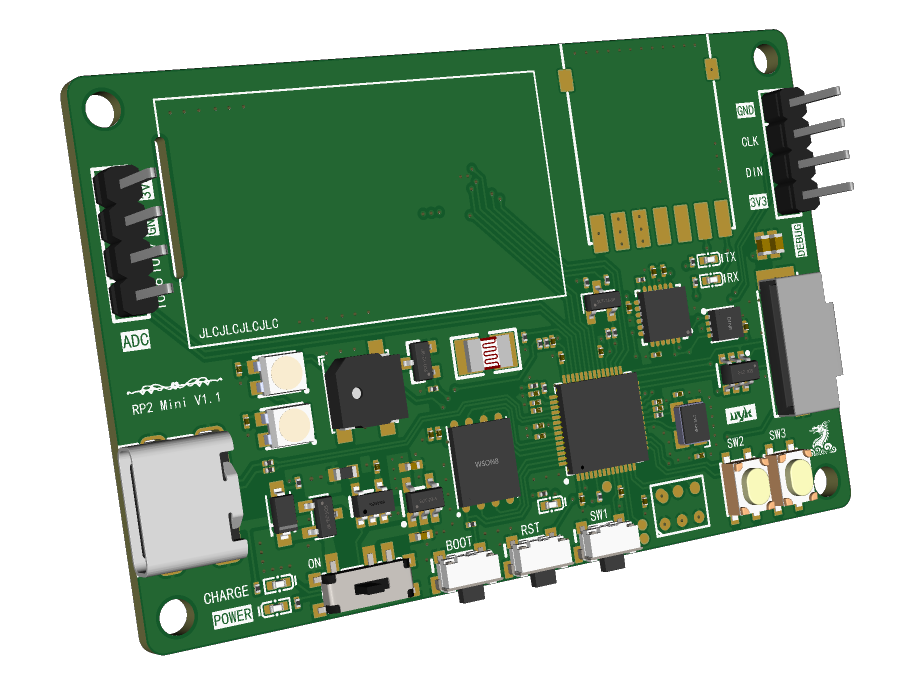 GND
CLK
DIN
3V3
DEBUG
TX
RX
JLCJLCJLCJLC
ADC
RP2 Mini V1.1
SW2
SW3
WSON8
SW1
RST
BOOT
ON
CHARGE
POWER